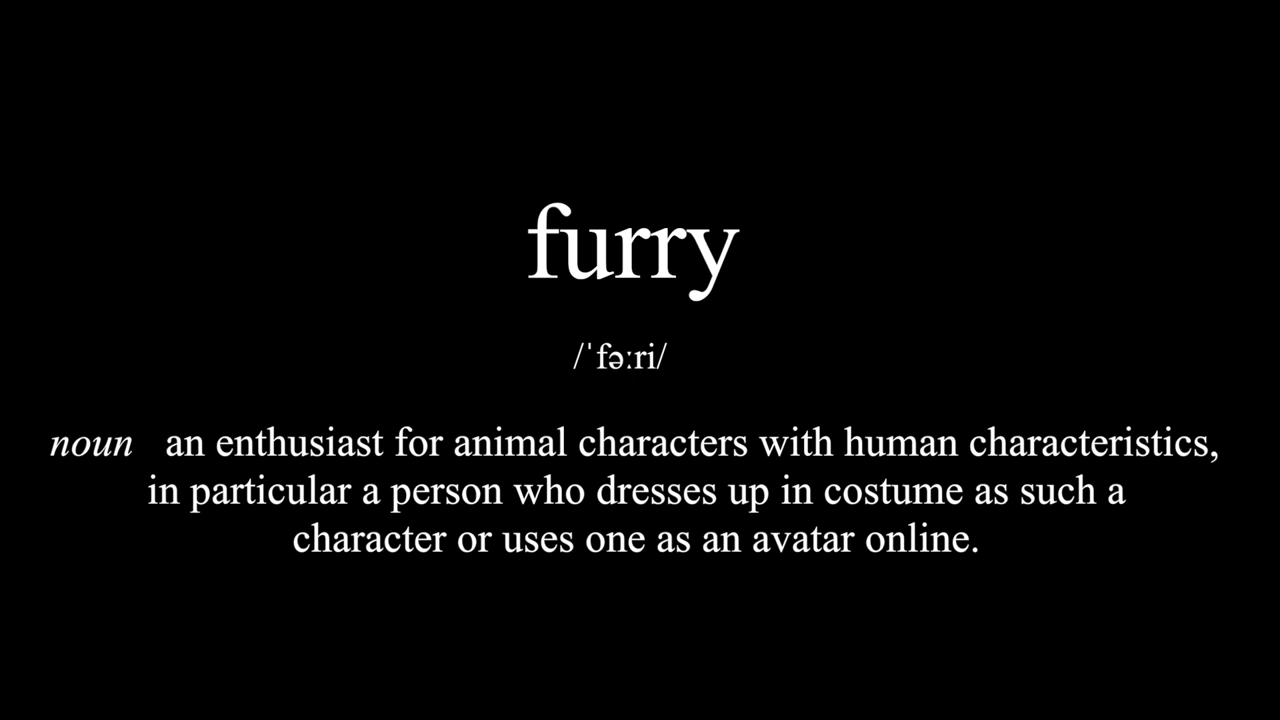 furry
/ˈfəːri/
noun an enthusiast for animal characters with human characteristics,
in particular a person who dresses up in costume as such a
character or uses one as an avatar online.